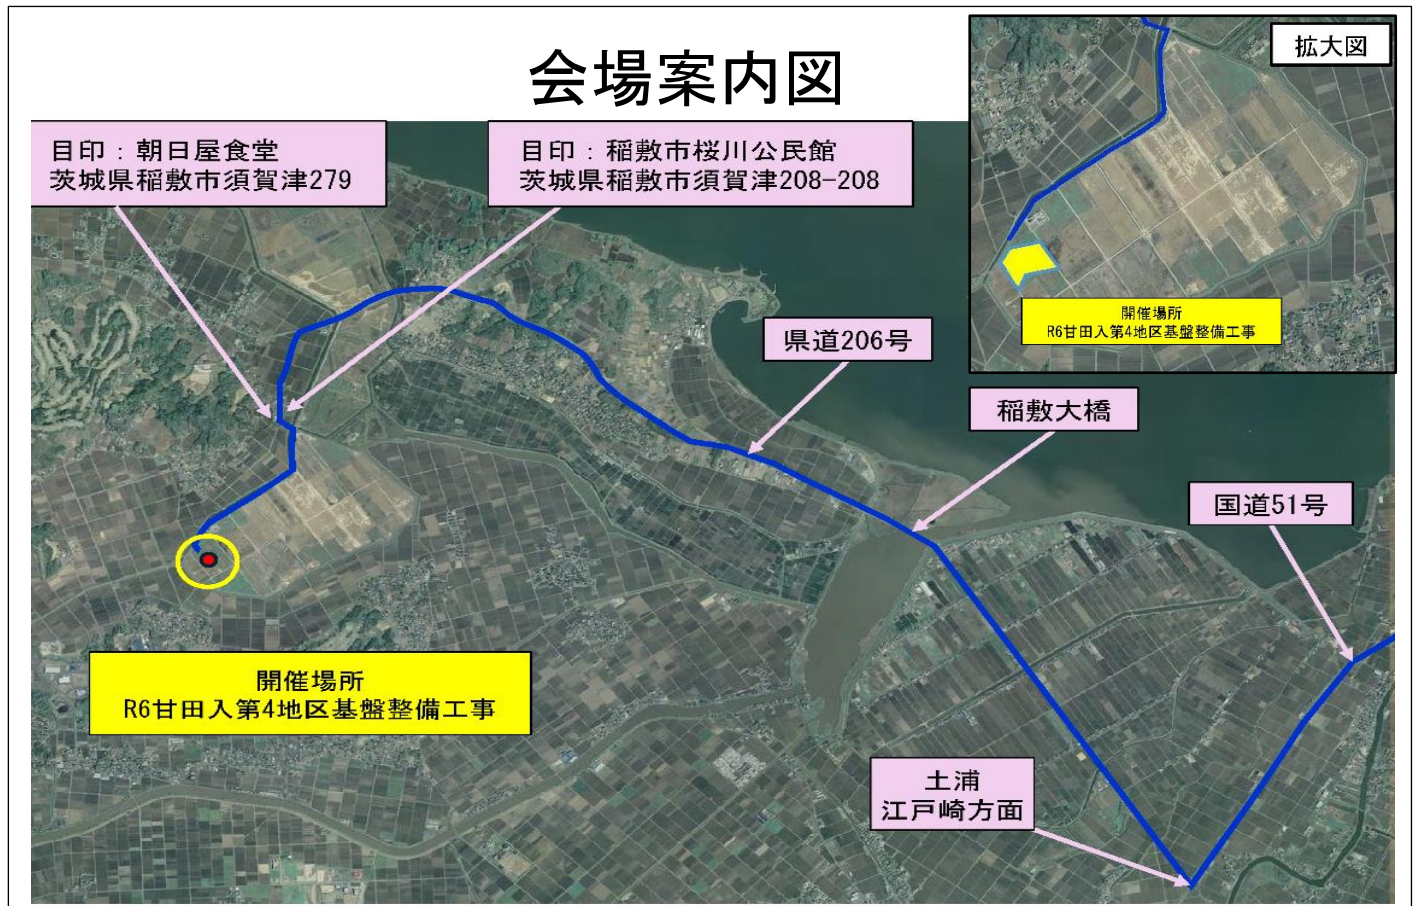 会場案内図
拡大図
目印：朝日屋食堂
茨城県稲敷市須賀津279
目印：稲敷市桜川公民館
茨城県稲敷市須賀津208-208
開催場所
R6甘田入第4地区基盤整備工事
県道206号
稲敷大橋
国道51号
開催場所
R6甘田入第4地区基盤整備工事
土浦
江戸崎方面